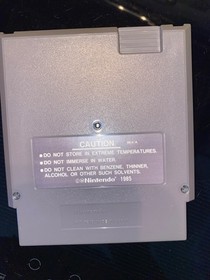 CAUTION
● DO NOT STORE IN EXTREME TEMPERATURES.
● DO NOT IMMERSE IN WATER.
● DO NOT CLEAN WITH BENZENE, THINNER,
ALCOHOL OR OTHER SUCH SOLVENTS.
©®Nintendo 1985